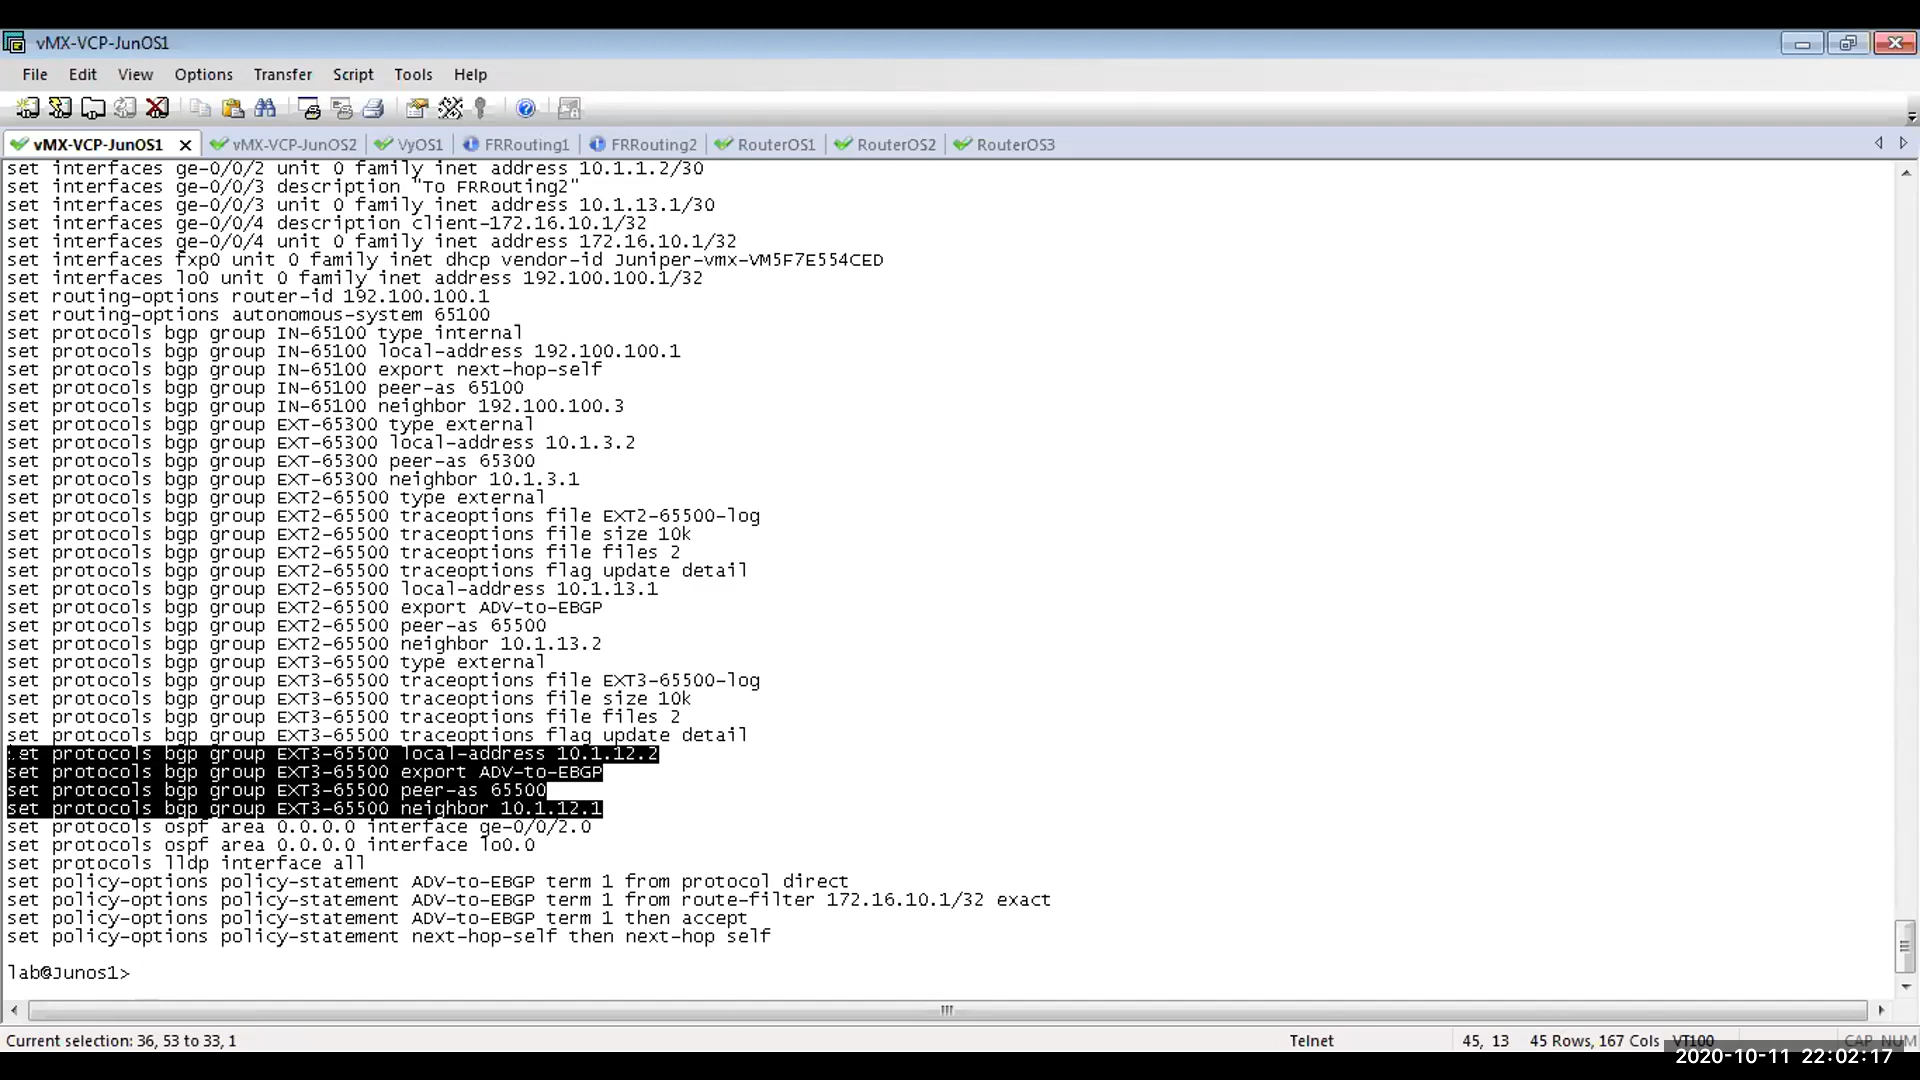 vMX-VCP-JunOS1
File Edit View Options Transfer Script Tools Help
vMX-VCP-JunOS1 vMX-VCP-JunOS2 VyOS1 FRRouting1 FRRouting2 RouterOS1 RouterOS2 RouterOS3
set interfaces ge-0/0/2 unit 0 family inet address 10.1.1.2/30
set interfaces ge-0/0/3 description "To FRRouting2"
set interfaces ge-0/0/3 unit 0 family inet address 10.1.13.1/30
set interfaces ge-0/0/4 description client-172.16.10.1/32
set interfaces ge-0/0/4 unit 0 family inet address 172.16.10.1/32
set interfaces fxp0 unit 0 family inet dhcp vendor-id Juniper-vmx-VM5F7E554CED
set interfaces lo0 unit 0 family inet address 192.100.100.1/32
set routing-options router-id 192.100.100.1
set routing-options autonomous-system 65100
set protocols bgp group IN-65100 type internal
set protocols bgp group IN-65100 local-address 192.100.100.1
set protocols bgp group IN-65100 export next-hop-self
set protocols bgp group IN-65100 peer-as 65100
set protocols bgp group IN-65100 neighbor 192.100.100.3
set protocols bgp group EXT-65300 type external
set protocols bgp group EXT-65300 local-address 10.1.3.2
set protocols bgp group EXT-65300 peer-as 65300
set protocols bgp group EXT-65300 neighbor 10.1.3.1
set protocols bgp group EXT2-65500 type external
set protocols bgp group EXT2-65500 traceoptions file EXT2-65500-log
set protocols bgp group EXT2-65500 traceoptions file size 10k
set protocols bgp group EXT2-65500 traceoptions file files 2
set protocols bgp group EXT2-65500 traceoptions flag update detail
set protocols bgp group EXT2-65500 local-address 10.1.13.1
set protocols bgp group EXT2-65500 export ADV-to-EBGP
set protocols bgp group EXT2-65500 peer-as 65500
set protocols bgp group EXT2-65500 neighbor 10.1.13.2
set protocols bgp group EXT3-65500 type external
set protocols bgp group EXT3-65500 traceoptions file EXT3-65500-log
set protocols bgp group EXT3-65500 traceoptions file size 10k
set protocols bgp group EXT3-65500 traceoptions file files 2
set protocols bgp group EXT3-65500 traceoptions flag update detail
set protocols bgp group EXT3-65500 local-address 10.1.12.2
set protocols bgp group EXT3-65500 export ADV-to-EBGP
set protocols bgp group EXT3-65500 peer-as 65500
set protocols bgp group EXT3-65500 neighbor 10.1.12.1
set protocols ospf area 0.0.0.0 interface ge-0/0/2.0
set protocols ospf area 0.0.0.0 interface lo0.0
set protocols lldp interface all
set policy-options policy-statement ADV-to-EBGP term 1 from protocol direct
set policy-options policy-statement ADV-to-EBGP term 1 from route-filter 172.16.10.1/32 exact
set policy-options policy-statement ADV-to-EBGP term 1 then accept
set policy-options policy-statement next-hop-self then next-hop self
lab@Junos1>
Current selection: 36, 53 to 33, 1 Telnet 45, 13 45 Rows, 167 Cols VT100 CAP NUM
2020-10-11 22:02:17